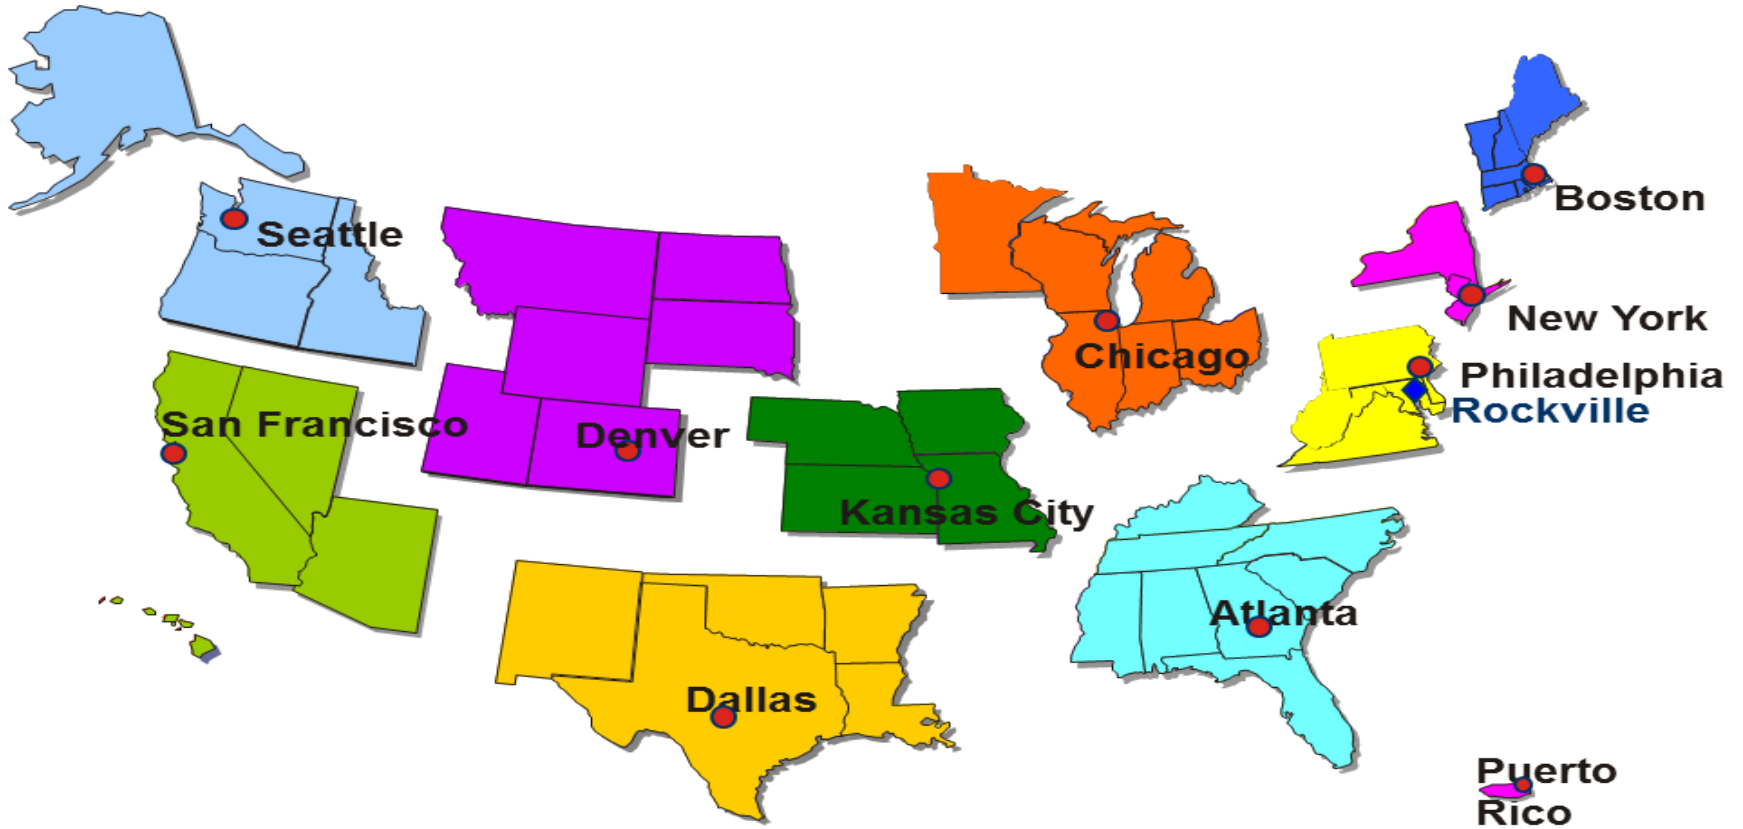 Seattle
Boston
New York
Chicago
Philadelphia
Rockville
San Francisco
Denver
Kansas City
Atlanta
Dallas
Puerto
Rico